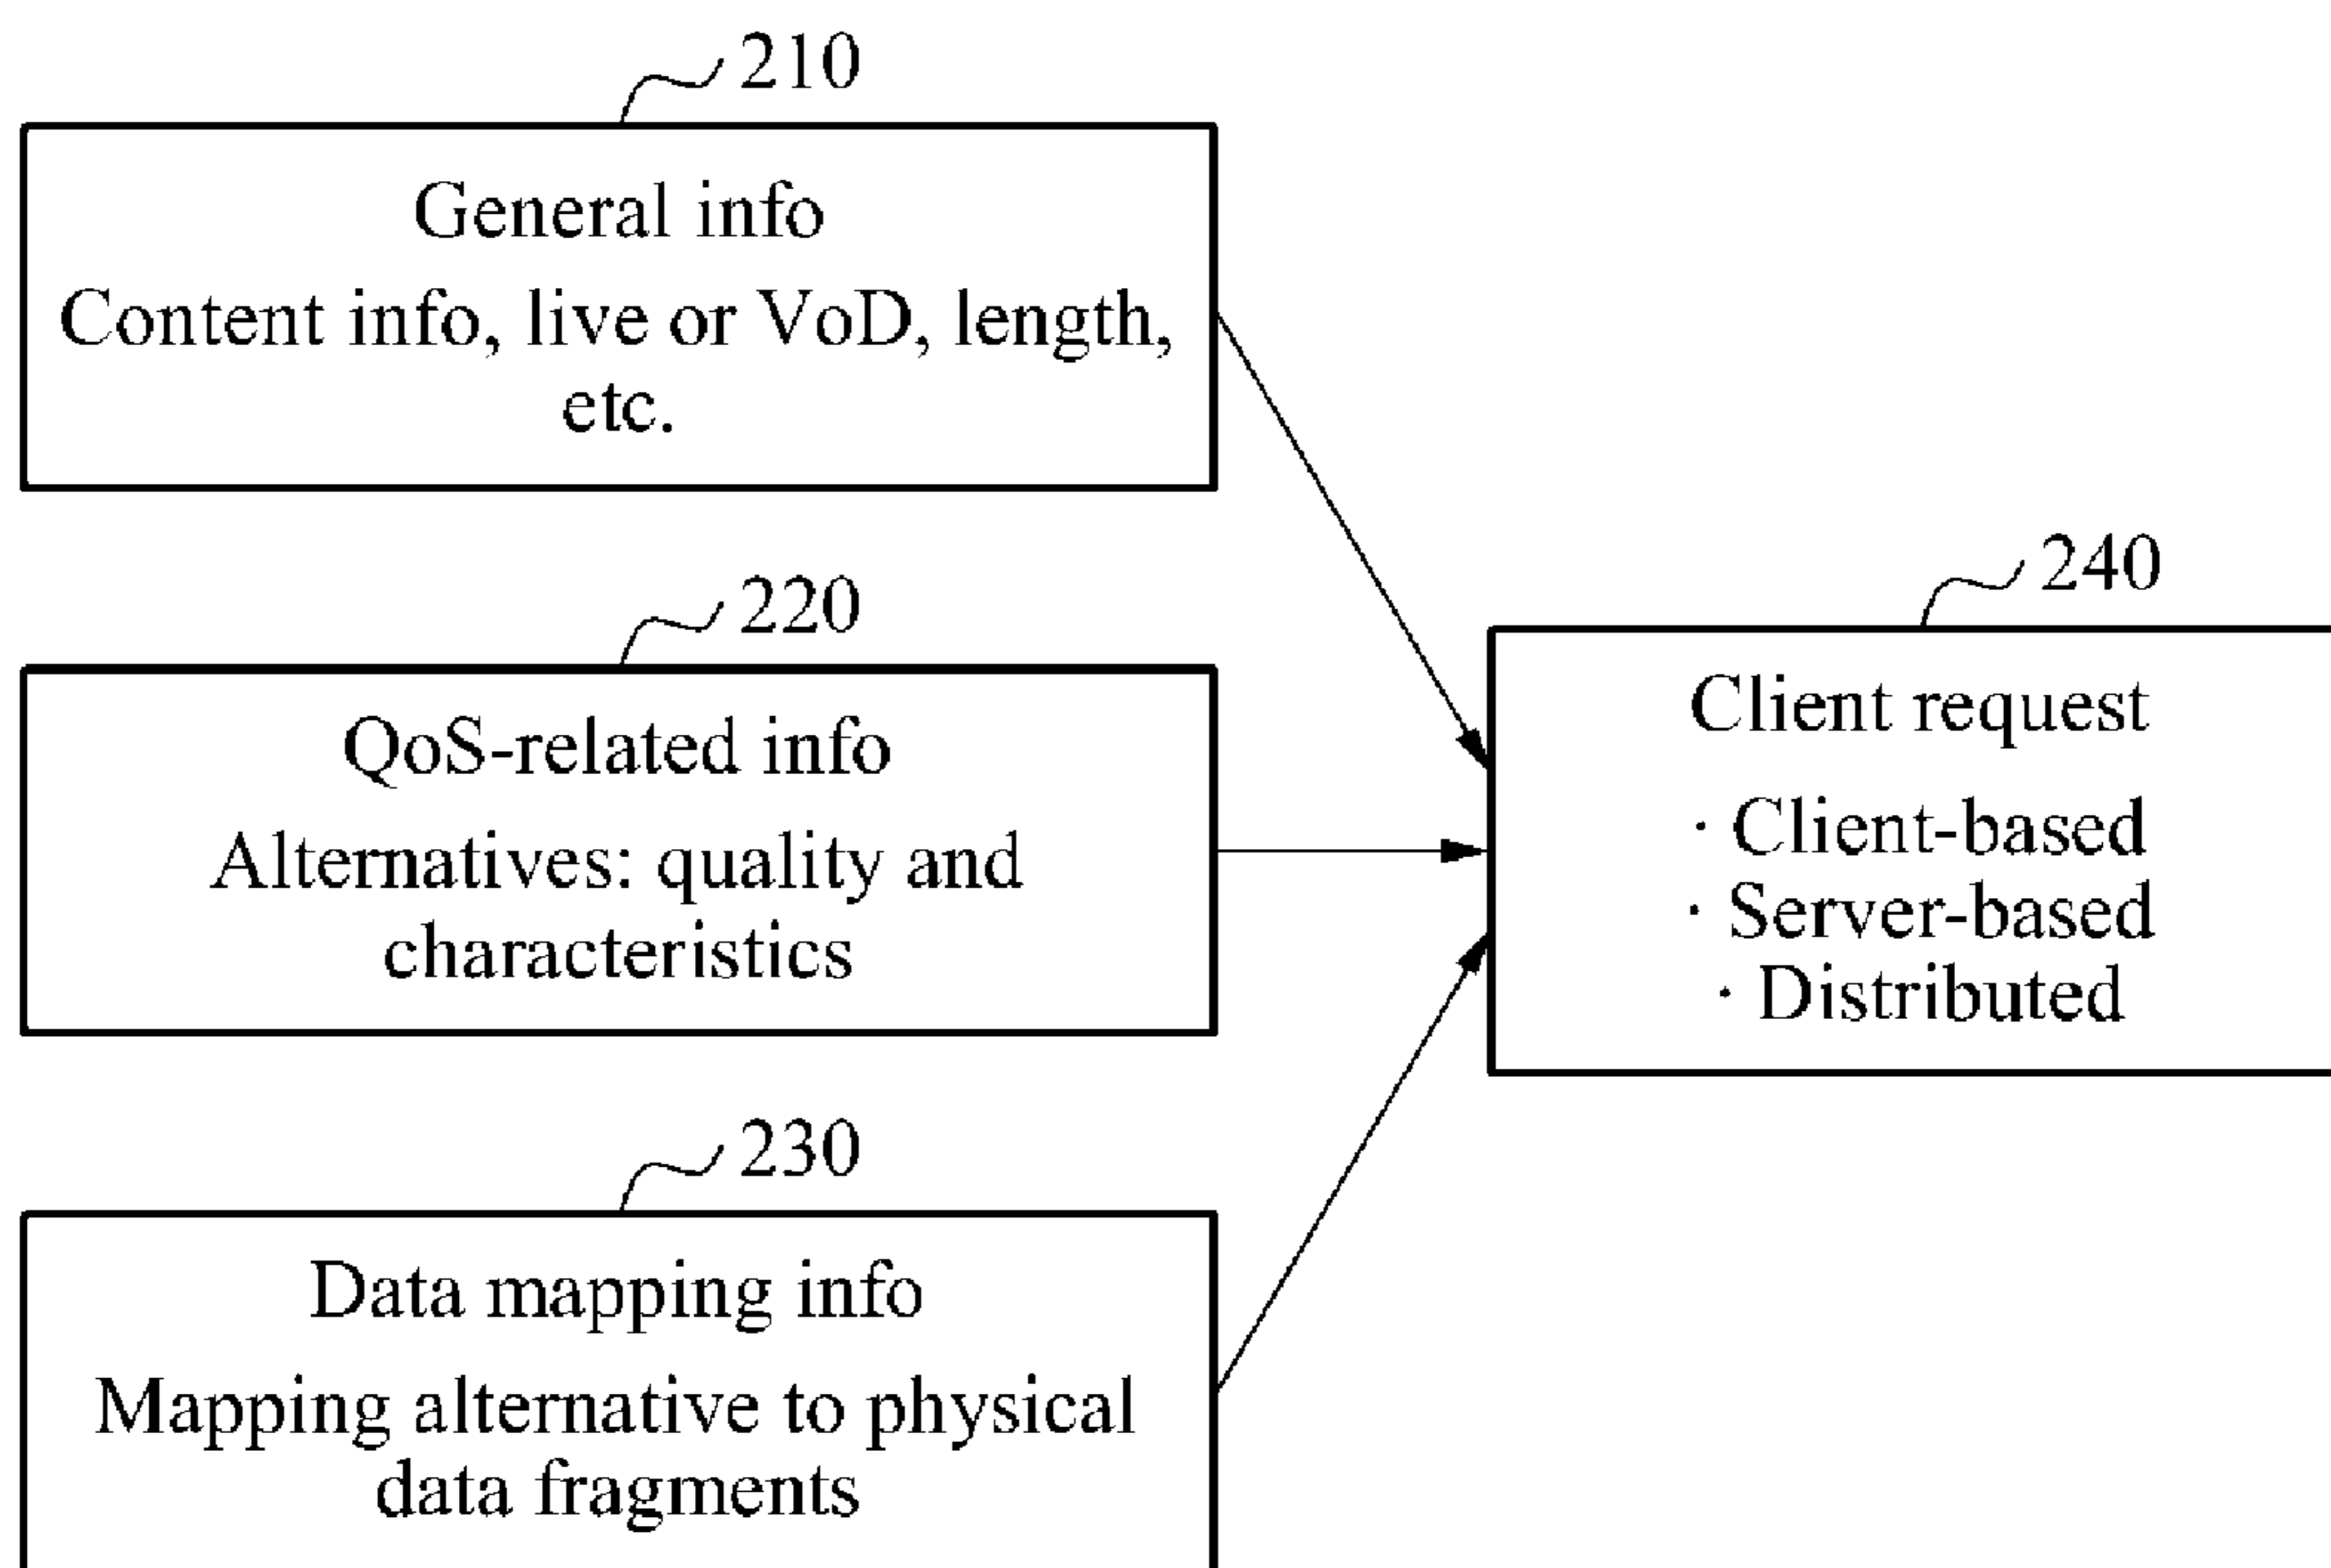 210
General info
Content info, live or VoD, length,
etc.
220
QoS-related info
Alternatives: quality and
characteristics
230
Data mapping info
Mapping alternative to physical
data fragments
240
Client request
· Client-based
· Server-based
· Distributed